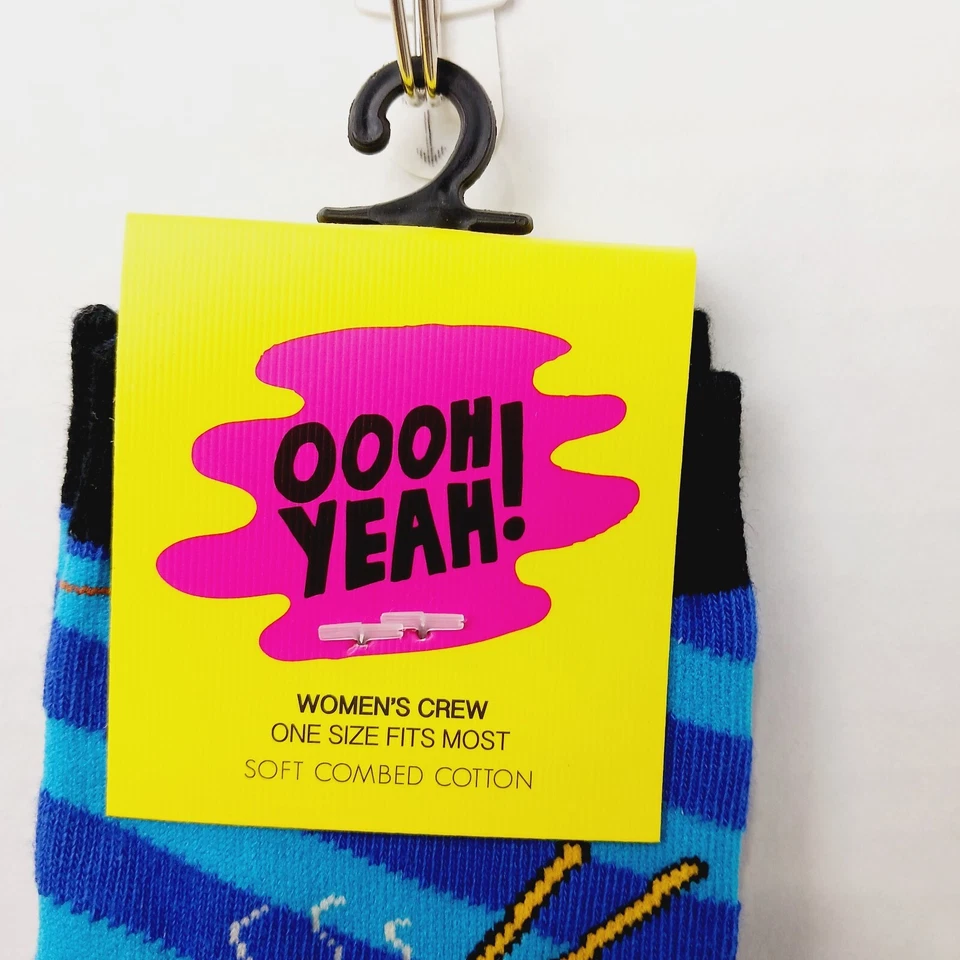 OOOH
YEAH!
WOMEN'S CREW
ONE SIZE FITS MOST
SOFT COMBED COTTON